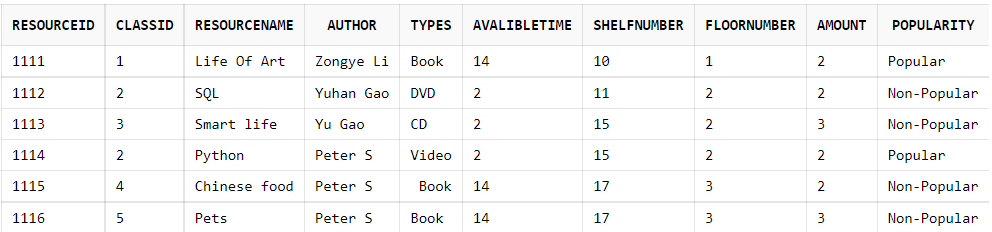 RESOURCEID CLASSID RESOURCENAME AUTHOR TYPES AVALIBLETIME SHELFNUMBER FLOORNUMBER AMOUNT POPULARITY
1111 1 Life Of Art Zongye Li Book 14 10 1 2 Popular
1112 2 SQL Yuhan Gao DVD 2 11 2 2 Non-Popular
1113 3 Smart life Yu Gao CD 2 15 2 3 Non-Popular
1114 2 Python Peter S Video 2 15 2 2 Popular
1115 4 Chinese food Peter S Book 14 17 3 2 Non-Popular
1116 5 Pets Peter S Book 14 17 3 3 Non-Popular